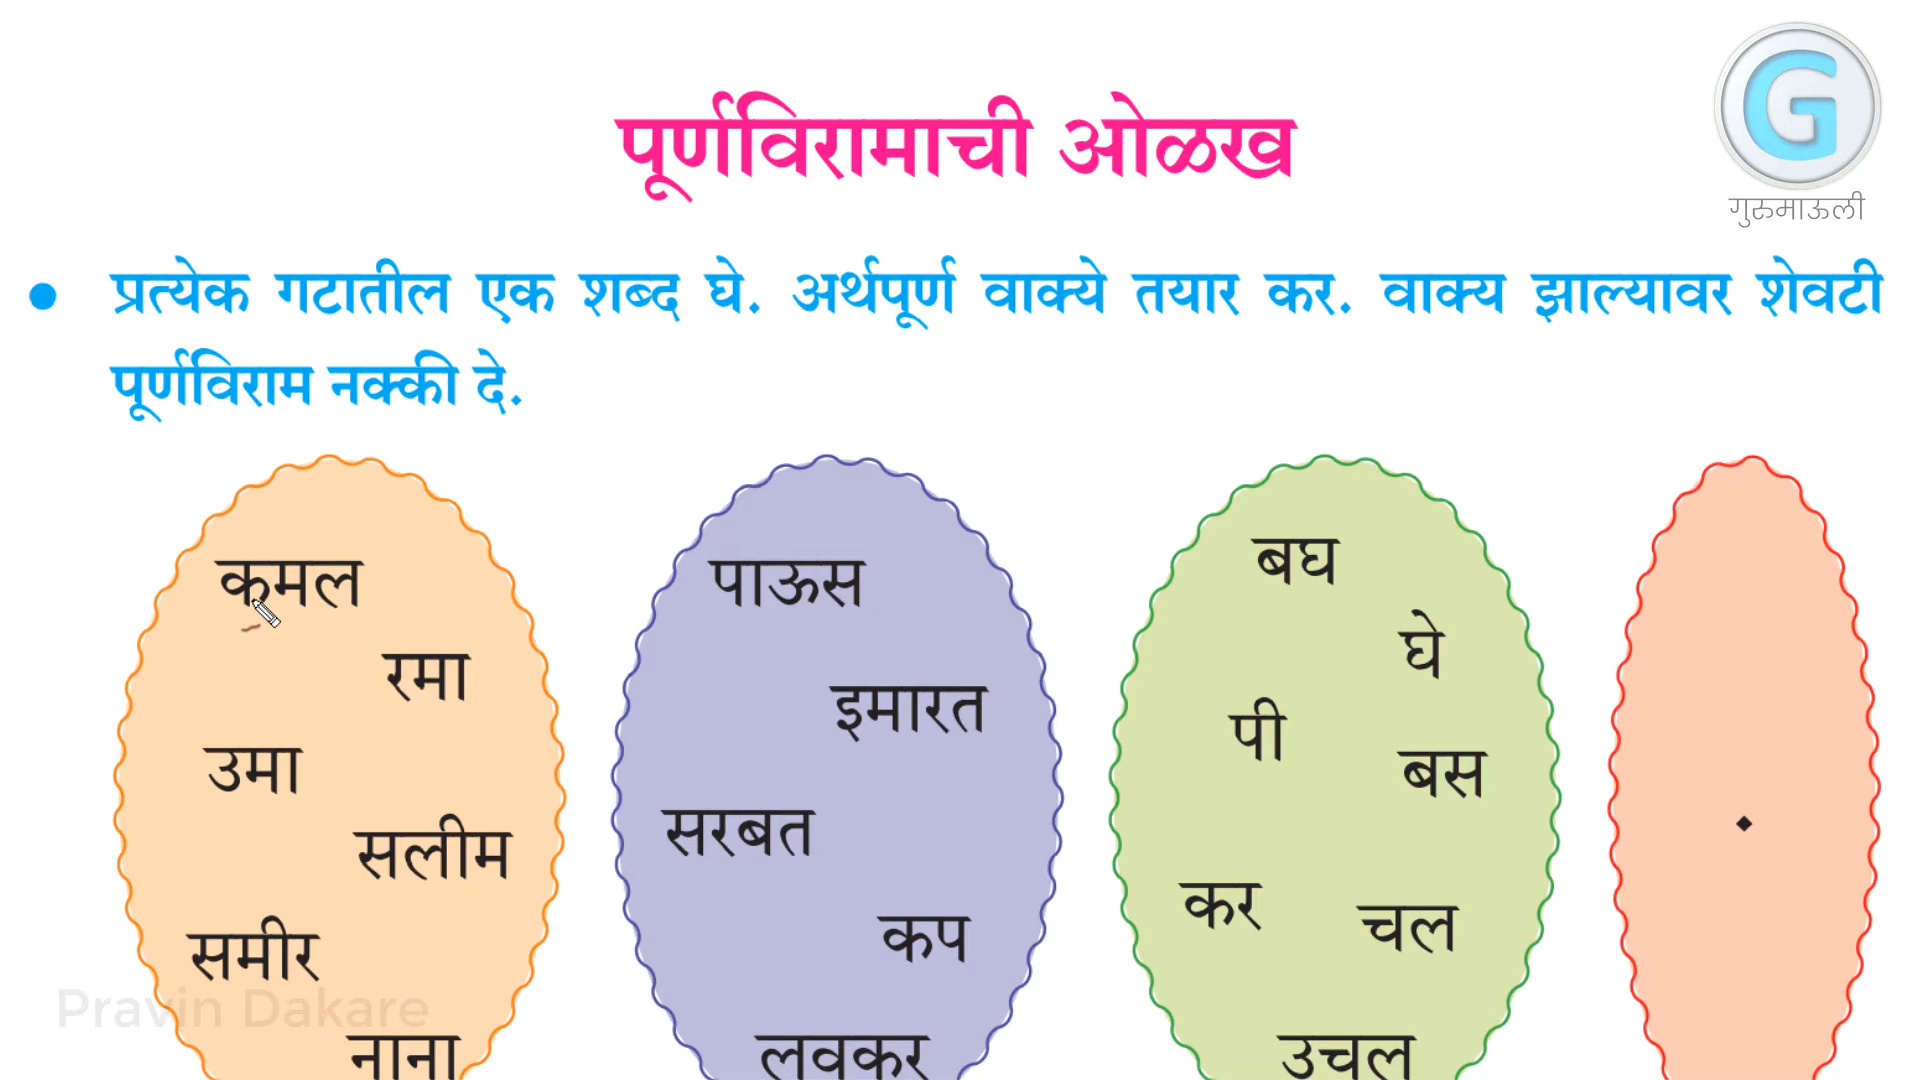 पूर्णविरामाची ओळख
G
गुरुमाऊली
• प्रत्येक गटातील एक शब्द घे. अर्थपूर्ण वाक्ये तयार कर. वाक्य झाल्यावर शेवटी
पूर्णविराम नक्की दे.
कमल
रमा
उमा
सलीम
समीर
नाना
पाऊस
इमारत
सरबत
कप
लवकर
बघ
घे
पी
बस
कर
चल
उचल
.
Pravin Dakare